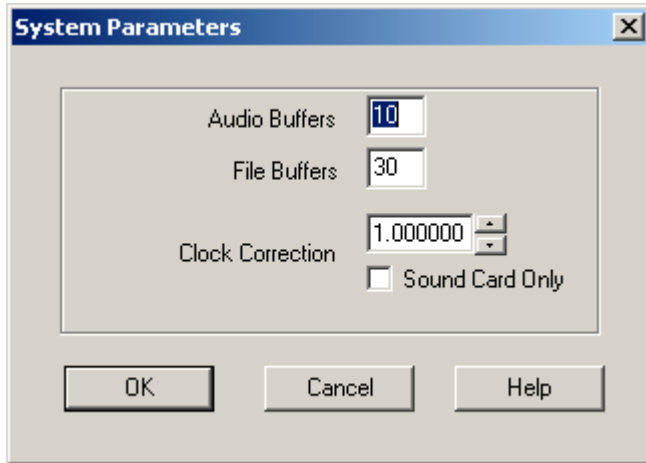 System Parameters
Audio Buffers 10
File Buffers 30
Clock Correction 1.000000
Sound Card Only
OK Cancel Help